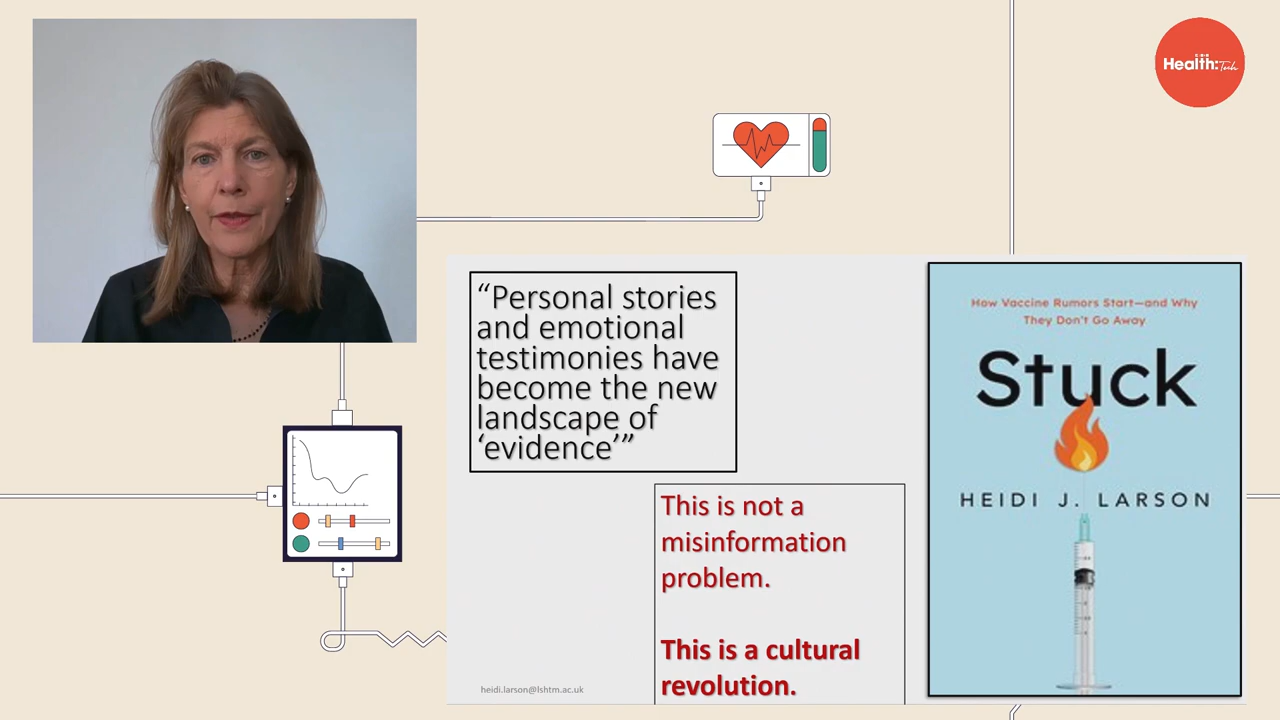 Health:Tech
“Personal stories
and emotional
testimonies have
become the new
landscape of
‘evidence’”
This is not a
misinformation
problem.
This is a cultural
revolution.
heidi.larson@lshtm.ac.uk
How Vaccine Rumors Start—and Why
They Don't Go Away
Stuck
HEIDI J. LARSON